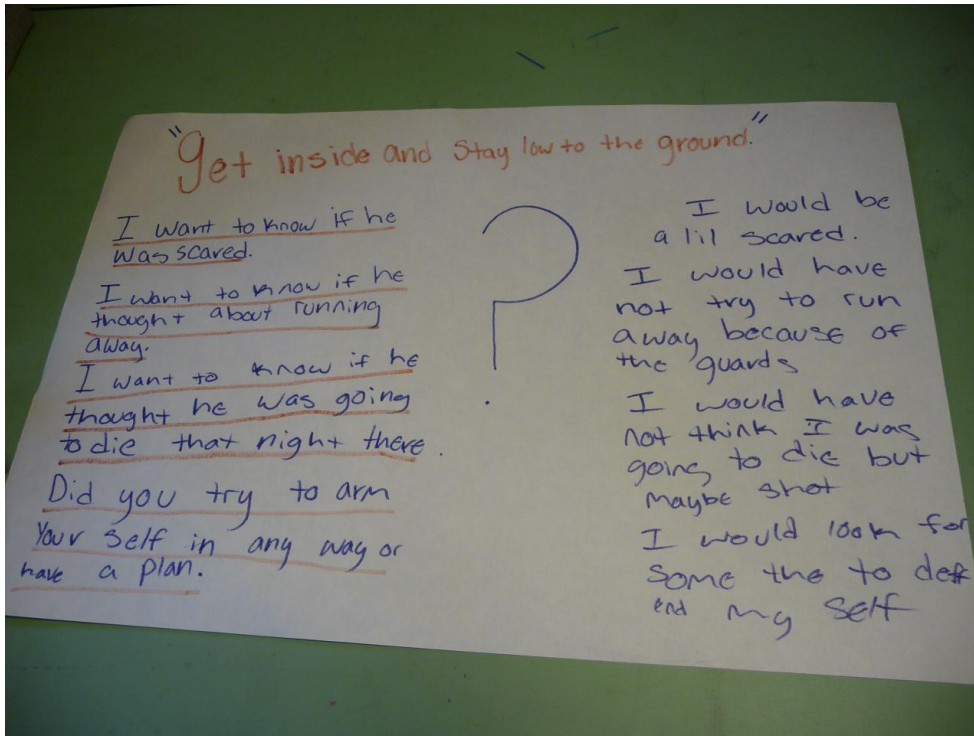 "Get inside and Stay low to the ground."
I want to know if he
was scared.
I want to know if he
thought about running
away.
I want to know if he
thought he was going
to die that night there.
Did you try to arm
your self in any way or
have a plan.
?
I would be
a lil scared.
I would have
not try to run
away because of
the guards
I would have
not think I was
going to die but
maybe shot
I would look for
some the to deff
end my self